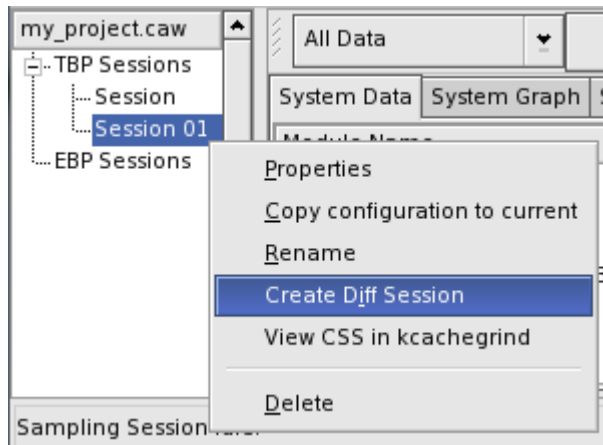 my_project.caw
All Data
TBP Sessions
Session
System Data System Graph
Session 01
EBP Sessions
Properties
Copy configuration to current
Rename
Create Diff Session
View CSS in kcachegrind
Delete
Sampling Session